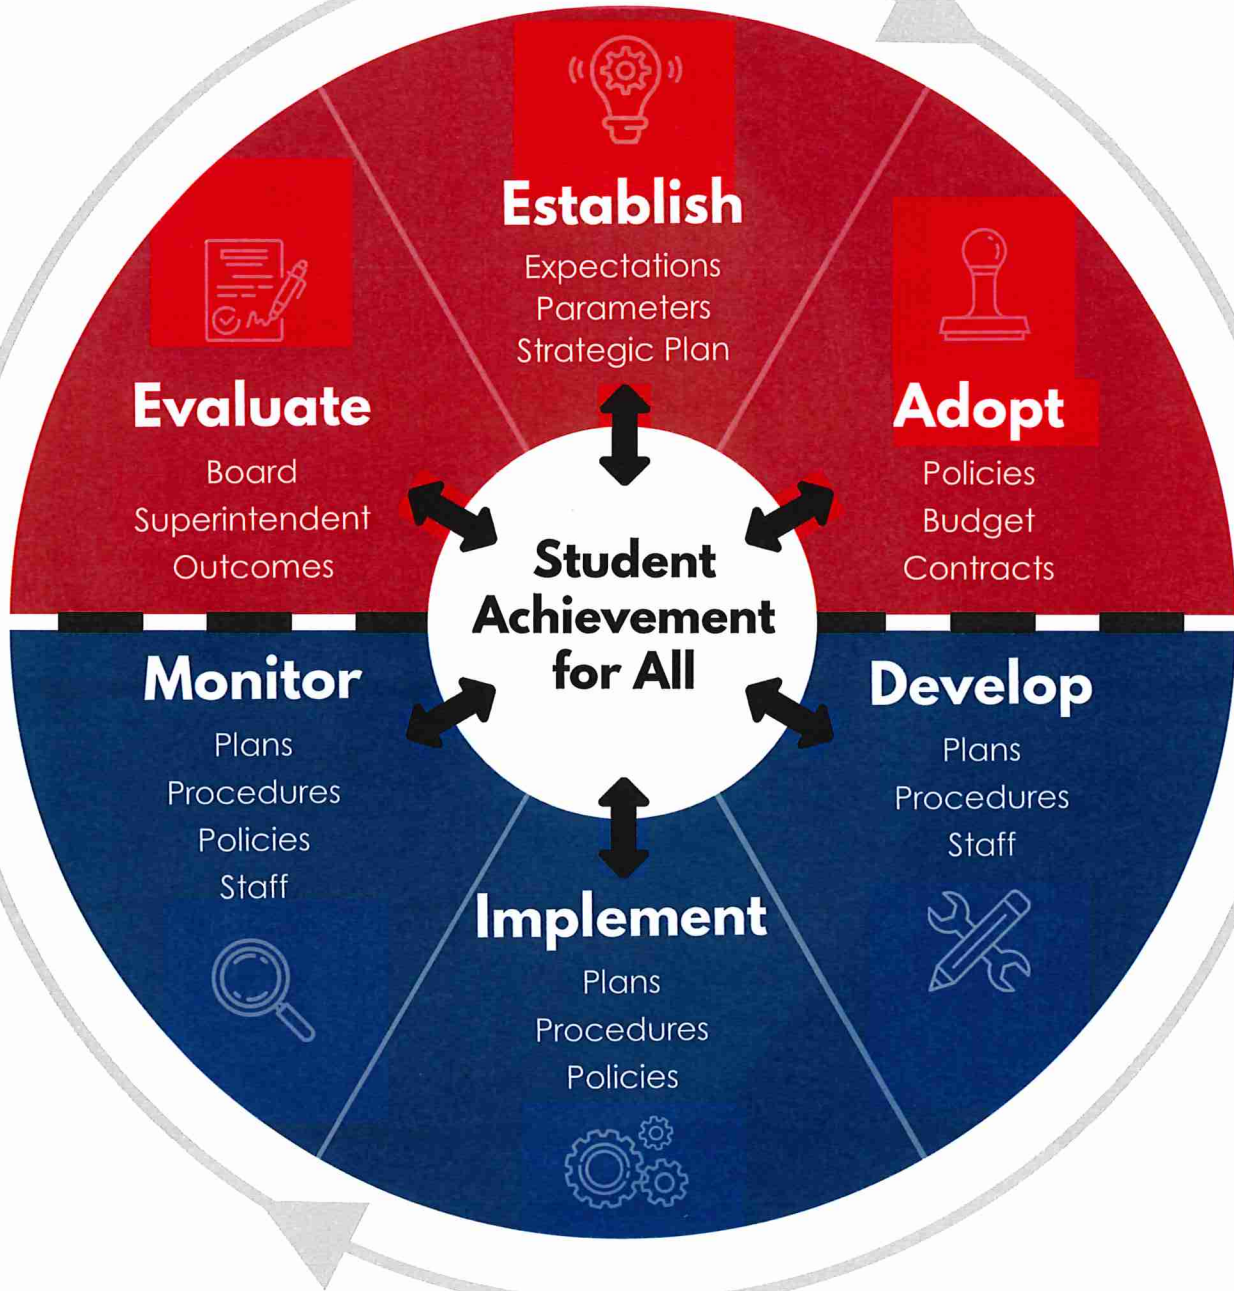 Establish
Expectations
Parameters
Strategic Plan
Adopt
Policies
Budget
Contracts
Develop
Plans
Procedures
Staff
Implement
Plans
Procedures
Policies
Monitor
Plans
Procedures
Policies
Staff
Evaluate
Board
Superintendent
Outcomes
Student
Achievement
for All